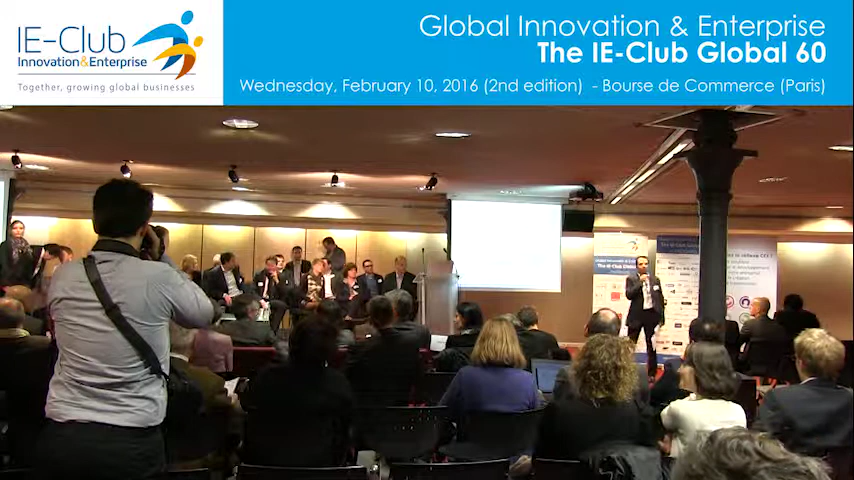 IE-Club
Innovation&Enterprise
Together, growing global businesses
Global Innovation & Enterprise
The IE-Club Global 60
Wednesday, February 10, 2016 (2nd edition) - Bourse de Commerce (Paris)